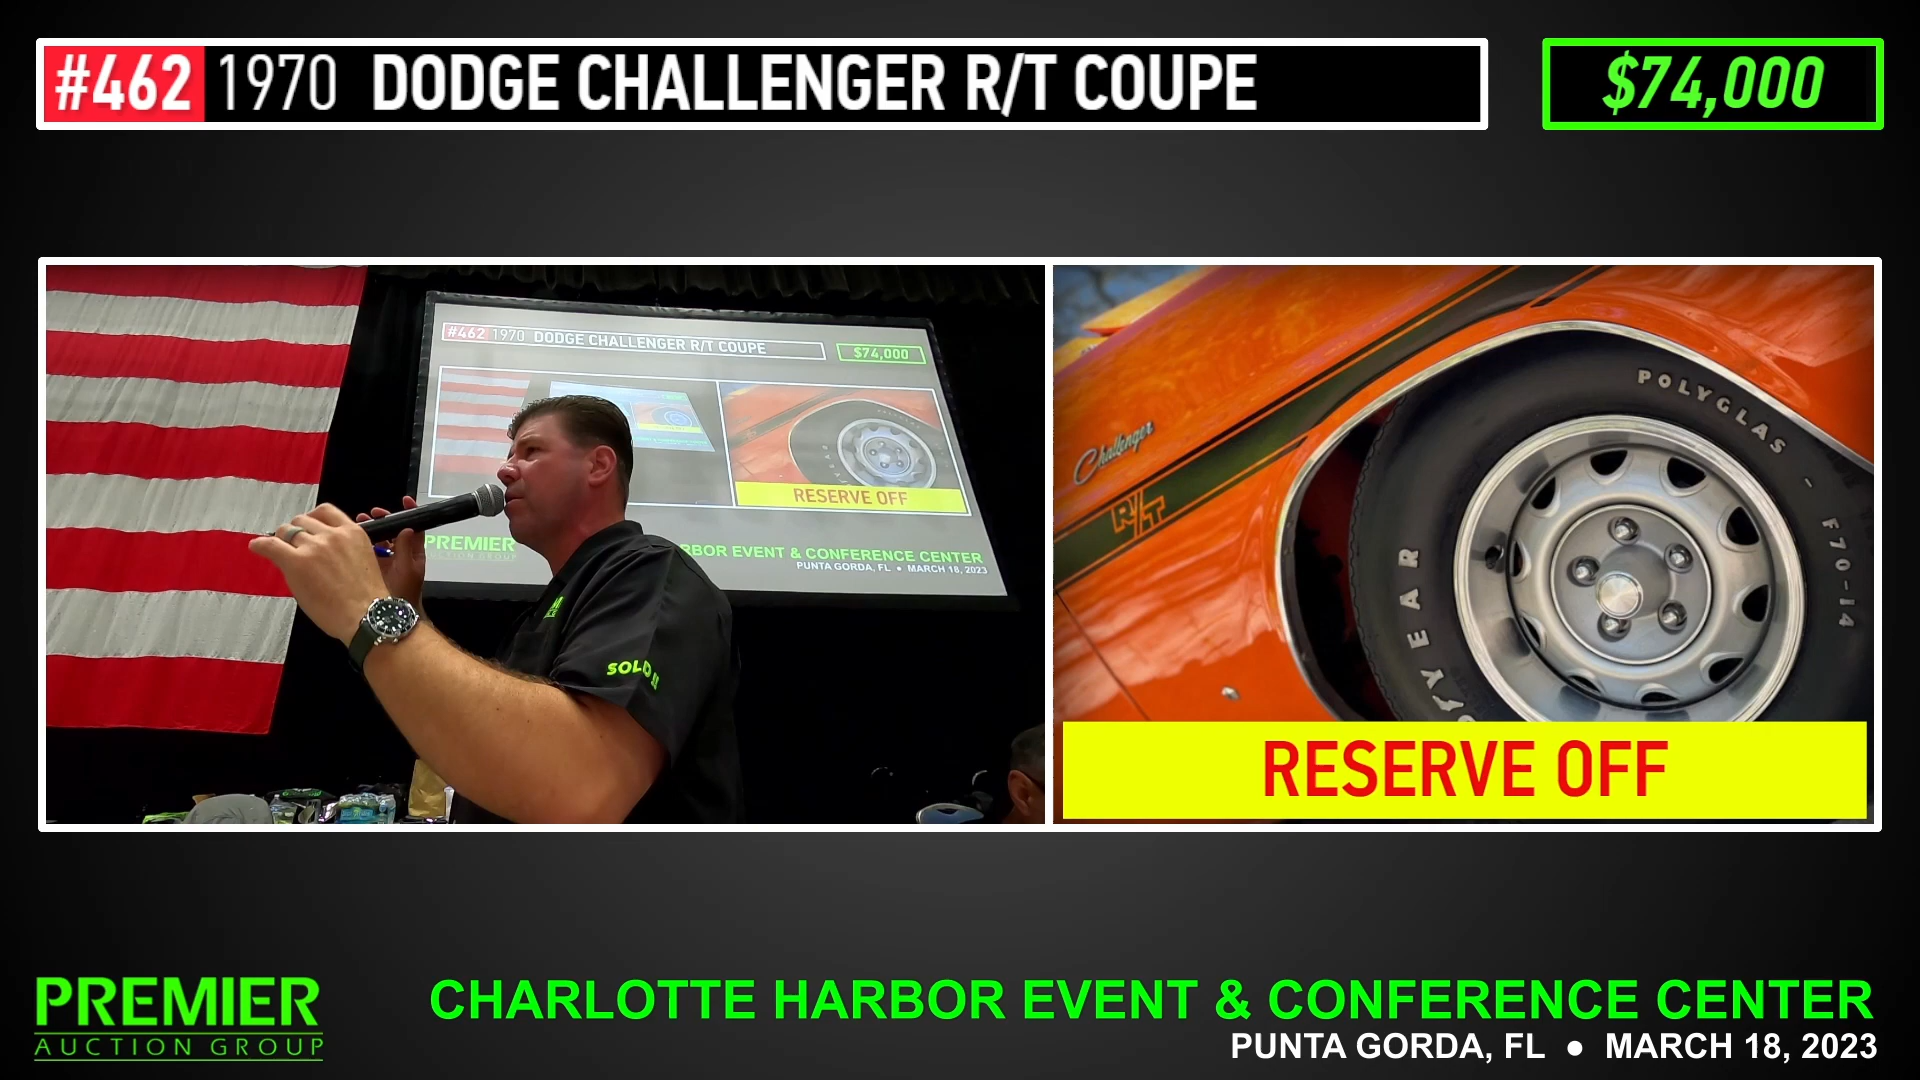 #462 1970 DODGE CHALLENGER R/T COUPE
$74,000
#462 1970 DODGE CHALLENGER R/T COUPE
$74,000
RESERVE OFF
PREMIER
AUCTION GROUP
RBOR EVENT & CONFERENCE CENTER
PUNTA GORDA, FL ● MARCH 18, 2023
SOLD
POLYGLAS - F70-14
Challenger
R/T
YEAR
RESERVE OFF
PREMIER
AUCTION GROUP
CHARLOTTE HARBOR EVENT & CONFERENCE CENTER
PUNTA GORDA, FL ● MARCH 18, 2023